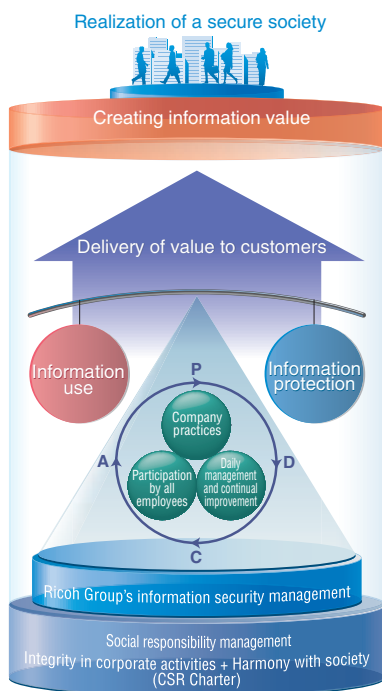 Realization of a secure society
Creating information value
Delivery of value to customers
Information
use
Information
protection
P
Company
practices
A
D
Participation
by all
employees
Daily
management
and continual
improvement
C
Ricoh Group's information security management
Social responsibility management
Integrity in corporate activities + Harmony with society
(CSR Charter)